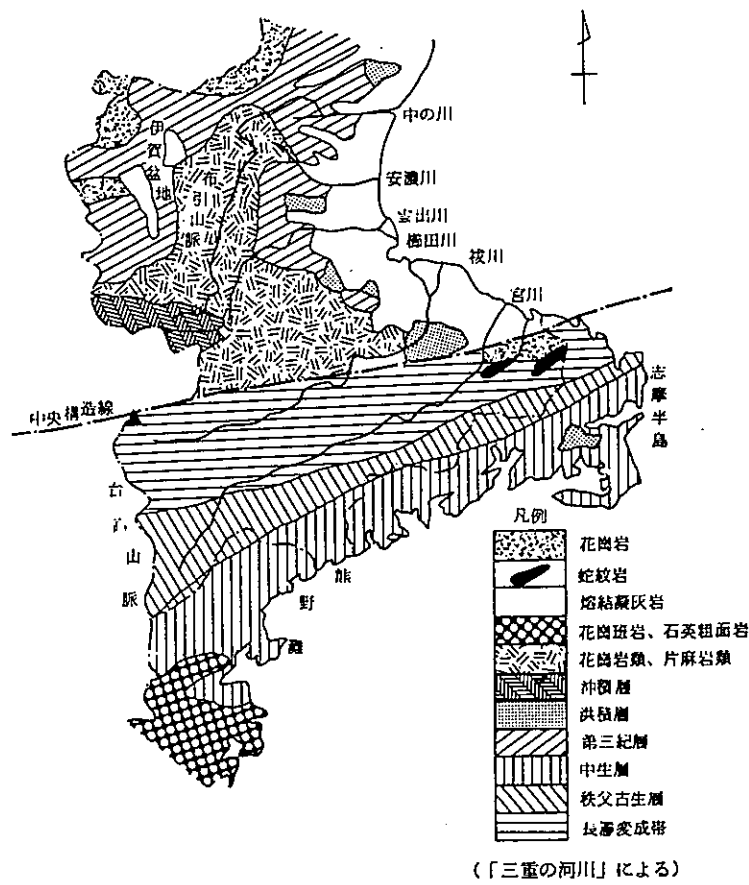 中の川
伊賀盆地
布引山脈
安濃川
雲出川
櫛田川
祓川
宮川
中央構造線
志摩半島
山脈
熊野灘
凡例
花崗岩
蛇紋岩
熔結凝灰岩
花崗斑岩、石英粗面岩
花崗岩類、片麻岩類
沖積層
洪積層
第三紀層
中生層
秩父古生層
長瀞変成帯
(「三重の河川」による)